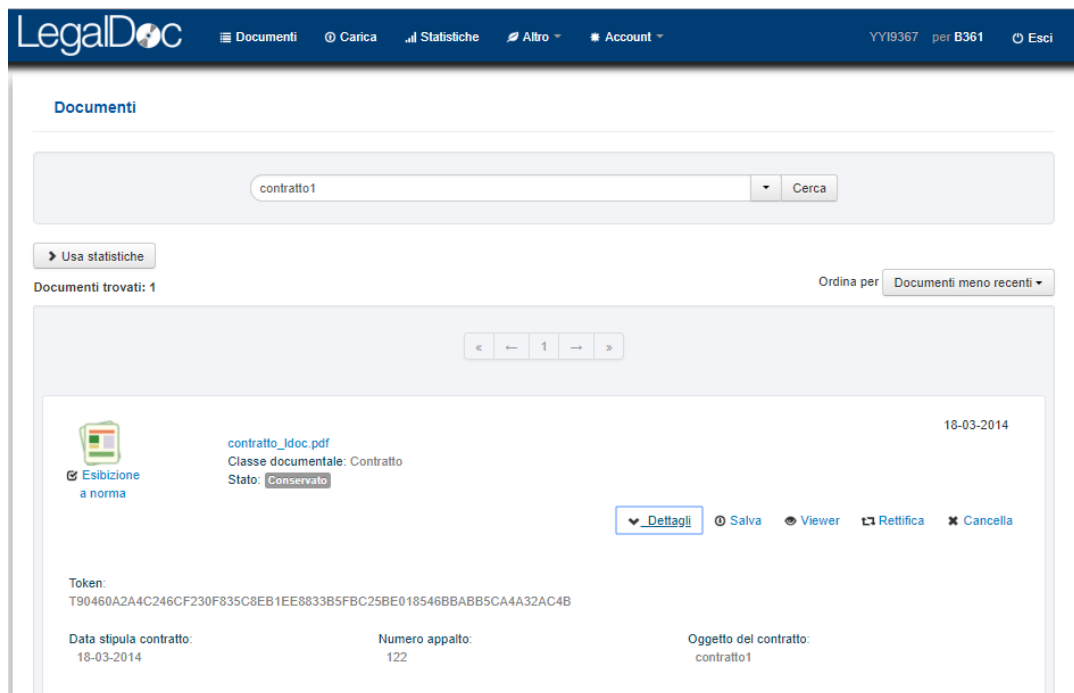 LegalDoc Documenti Carica Statistiche Altro Account YYI9367 per B361 Esci
Documenti
contratto1 Cerca
Usa statistiche
Documenti trovati: 1 Ordina per Documenti meno recenti
« ← 1 → »
18-03-2014
contratto_ldoc.pdf
Classe documentale: Contratto
Esibizione a norma
Stato: Conservato
Dettagli Salva Viewer Rettifica Cancella
Token:
T90460A2A4C246CF230F835C8EB1EE8833B5FBC25BE018546BBABB5CA4A32AC4B
Data stipula contratto: Numero appalto: Oggetto del contratto:
18-03-2014 122 contratto1